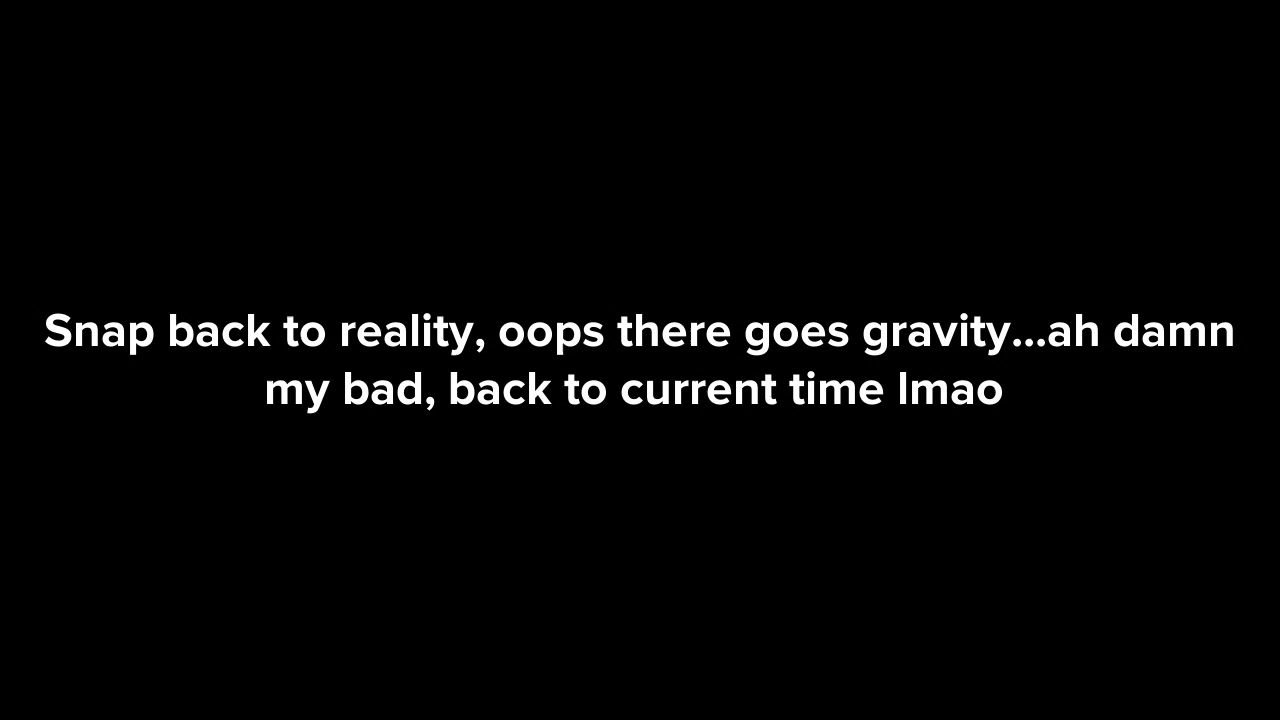 Snap back to reality, oops there goes gravity...ah damn
my bad, back to current time lmao